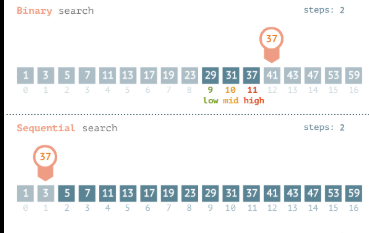 Binary search steps: 2
37
1 3 5 7 11 13 17 19 23 29 31 37 41 43 47 53 59
0 1 2 3 4 5 6 7 8 9 10 11 12 13 14 15 16
low mid high
Sequential search steps: 2
37
1 3 5 7 11 13 17 19 23 29 31 37 41 43 47 53 59
0 1 2 3 4 5 6 7 8 9 10 11 12 13 14 15 16